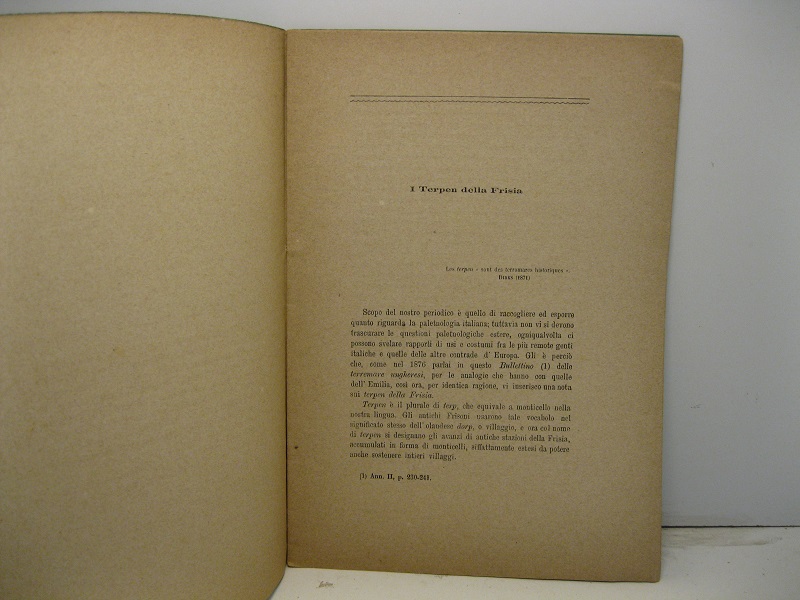 I Terpen della Frisia
Les terpen « sont des terremares historiques ».
(1871)
Scopo del nostro periodico è quello di raccogliere ed esporre
quanto riguarda la paletnologia italiana; tuttavia non vi si devono
trascurare le questioni paletnologiche estere, ogniqualvolta ci
possono svelare rapporti di usi e costumi fra le più remote genti
italiche e quelle delle altre contrade d' Europa. Gli è perciò
che, come nel 1876 parlai in questo Bullettino (1) delle
terremare ungheresi, per le analogie che hanno con quelle
dell' Emilia, così ora, per identica ragione, vi inserisco una nota
sui terpen della Frisia.
Terpen è il plurale di terp, che equivale a monticello nella
nostra lingua. Gli antichi Frisoni usarono tale vocabolo nel
significato stesso dell' olandese dorp, o villaggio, e ora col nome
di terpen si designano gli avanzi di antiche stazioni della Frisia,
accumulati in forma di monticelli, siffattamente estesi da potere
anche sostenere intieri villaggi.
(1) Ann. II, p. 230-241.